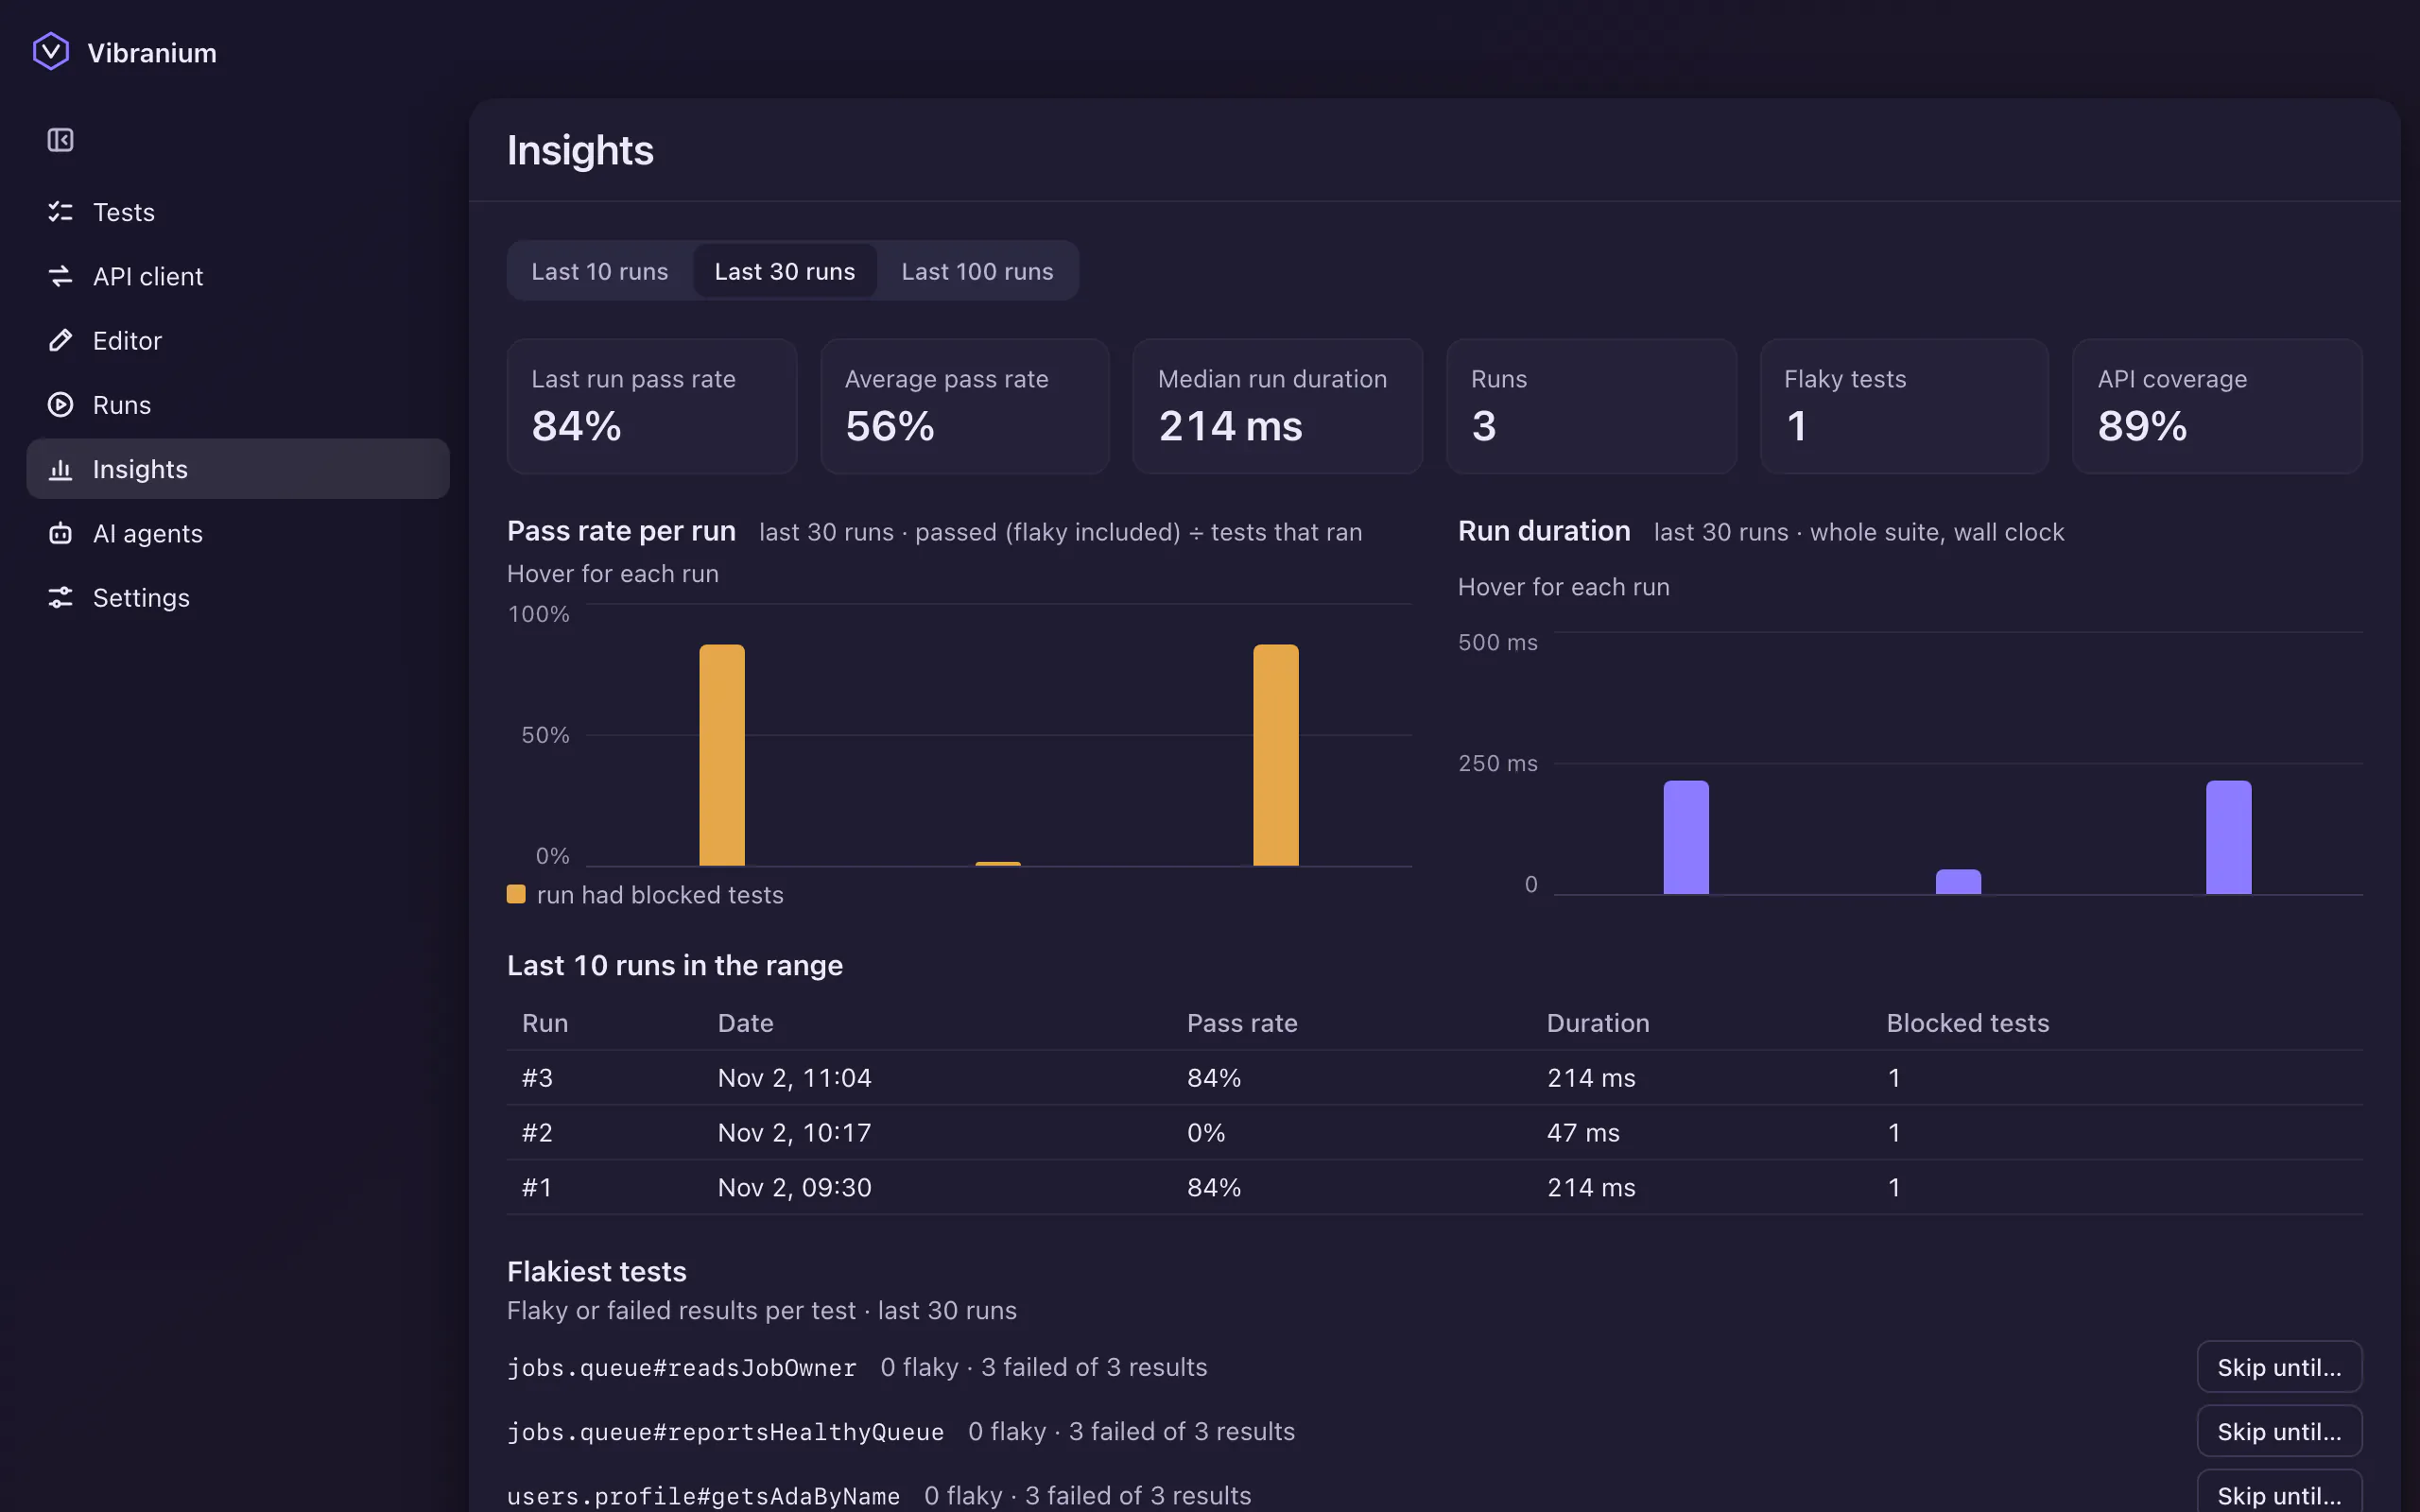 Vibranium
Tests
API client
Editor
Runs
Insights
AI agents
Settings
Insights
Last 10 runs
Last 30 runs
Last 100 runs
Last run pass rate
84%
Average pass rate
56%
Median run duration
214 ms
Runs
3
Flaky tests
1
API coverage
89%
Pass rate per run last 30 runs · passed (flaky included) ÷ tests that ran
Hover for each run
100%
50%
0%
run had blocked tests
Run duration last 30 runs · whole suite, wall clock
Hover for each run
500 ms
250 ms
0
Last 10 runs in the range
Run Date Pass rate Duration Blocked tests
#3 Nov 2, 11:04 84% 214 ms 1
#2 Nov 2, 10:17 0% 47 ms 1
#1 Nov 2, 09:30 84% 214 ms 1
Flakiest tests
Flaky or failed results per test · last 30 runs
jobs.queue#readsJobOwner 0 flaky · 3 failed of 3 results Skip until...
jobs.queue#reportsHealthyQueue 0 flaky · 3 failed of 3 results Skip until...
users.profile#getsAdaByName 0 flaky · 3 failed of 3 results Skip until...